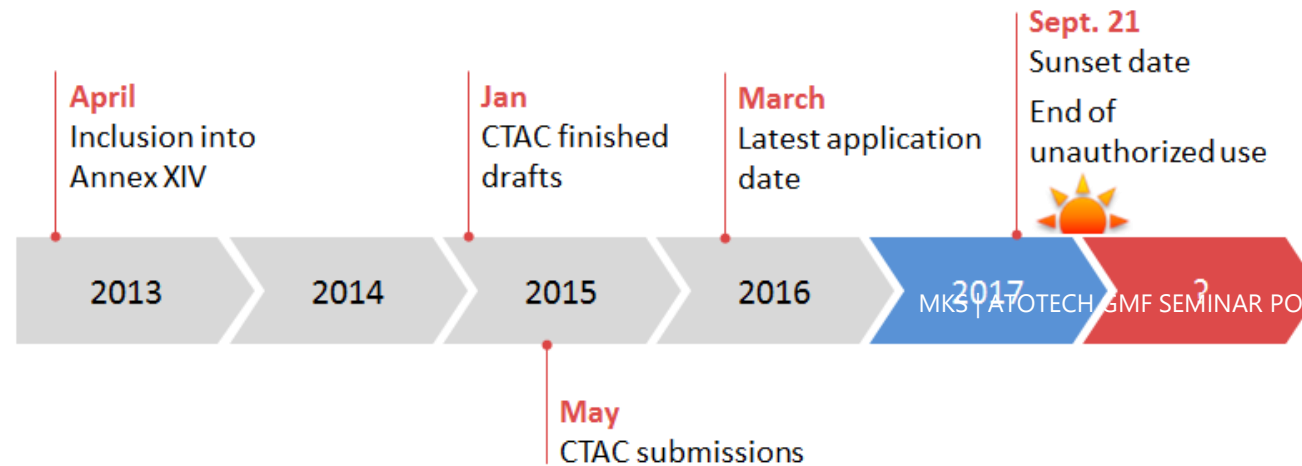 April
Inclusion into
Annex XIV
Jan
CTAC finished
drafts
March
Latest application
date
Sept. 21
Sunset date
End of
unauthorized use
2013
2014
2015
2016
2017
?
MKS | ATOTECH GMF SEMINAR PO
May
CTAC submissions